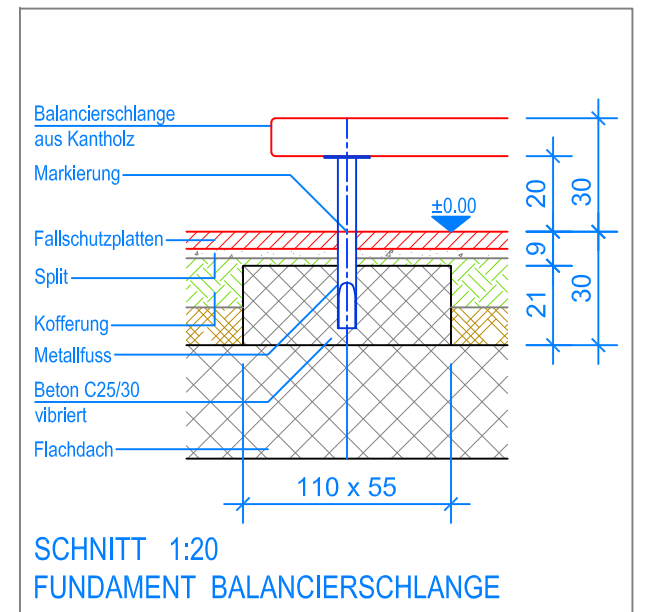 Balancierschlange
aus Kantholz
Markierung
±0.00
Fallschutzplatten
Split
Kofferung
Metallfuss
Beton C25/30
vibriert
Flachdach
20
30
9
21
30
110 x 55
SCHNITT 1:20
FUNDAMENT BALANCIERSCHLANGE